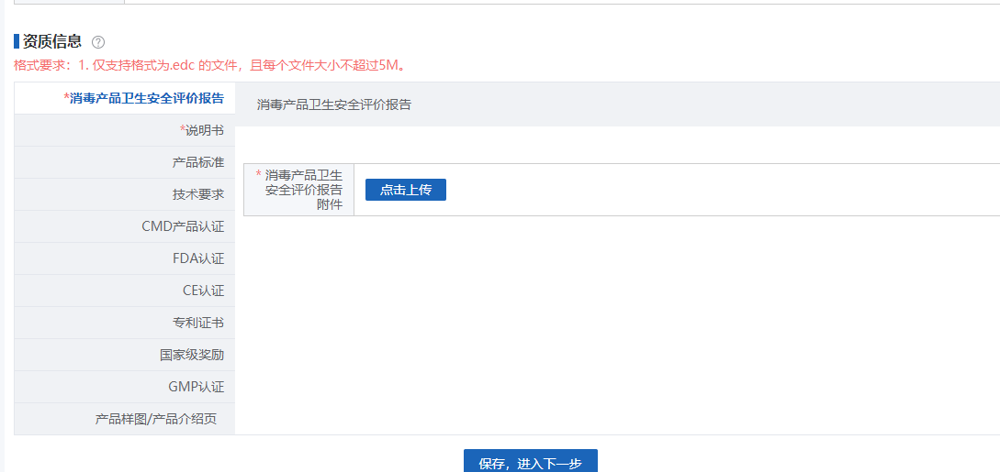 资质信息 ?
格式要求：1. 仅支持格式为.edc 的文件，且每个文件大小不超过5M。
*消毒产品卫生安全评价报告
消毒产品卫生安全评价报告
*说明书
产品标准
* 消毒产品卫生
安全评价报告
附件
点击上传
技术要求
CMD产品认证
FDA认证
CE认证
专利证书
国家级奖励
GMP认证
产品样图/产品介绍页
保存，进入下一步